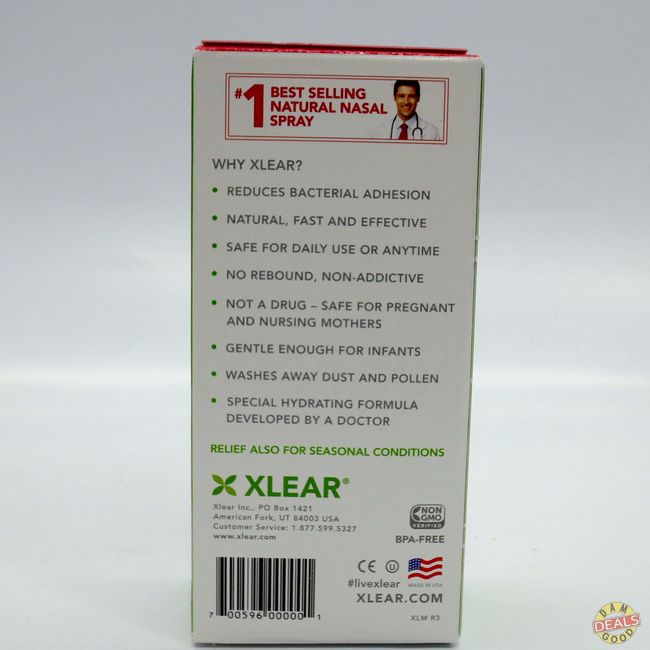 #1 BEST SELLING
NATURAL NASAL
SPRAY
WHY XLEAR?
• REDUCES BACTERIAL ADHESION
• NATURAL, FAST AND EFFECTIVE
• SAFE FOR DAILY USE OR ANYTIME
• NO REBOUND, NON-ADDICTIVE
• NOT A DRUG – SAFE FOR PREGNANT
AND NURSING MOTHERS
• GENTLE ENOUGH FOR INFANTS
• WASHES AWAY DUST AND POLLEN
• SPECIAL HYDRATING FORMULA
DEVELOPED BY A DOCTOR
RELIEF ALSO FOR SEASONAL CONDITIONS
XLEAR®
Xlear Inc., PO Box 1421
American Fork, UT 84003 USA
Customer Service: 1.877.599.5327
www.xlear.com
NON
GMO
VERIFIED
BPA-FREE
CE U
MADE IN USA
#livexlear
XLEAR.COM
7 00596 00000 1
XLM R3
DAM
DEALS
GOOD